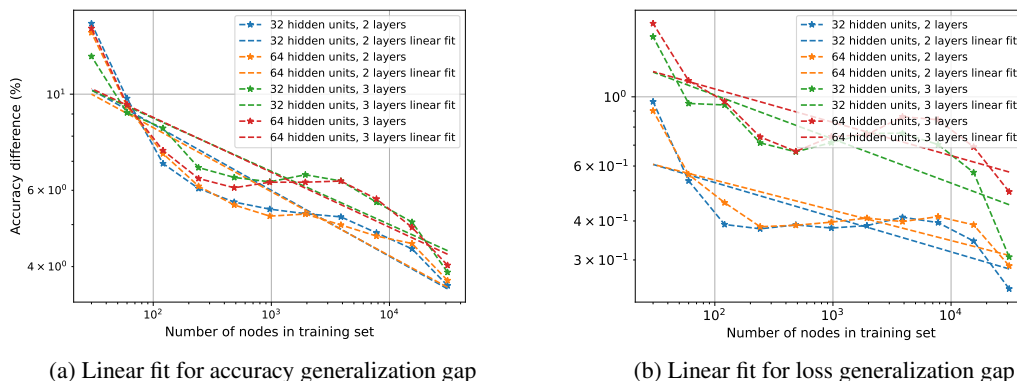 32 hidden units, 2 layers
32 hidden units, 2 layers linear fit
64 hidden units, 2 layers
64 hidden units, 2 layers linear fit
32 hidden units, 3 layers
32 hidden units, 3 layers linear fit
64 hidden units, 3 layers
64 hidden units, 3 layers linear fit
Accuracy difference (%)
10¹
6 × 10⁰
4 × 10⁰
10²
10³
10⁴
Number of nodes in training set
(a) Linear fit for accuracy generalization gap
32 hidden units, 2 layers
32 hidden units, 2 layers linear fit
64 hidden units, 2 layers
64 hidden units, 2 layers linear fit
32 hidden units, 3 layers
32 hidden units, 3 layers linear fit
64 hidden units, 3 layers
64 hidden units, 3 layers linear fit
10⁰
6 × 10⁻¹
4 × 10⁻¹
3 × 10⁻¹
10²
10³
10⁴
Number of nodes in training set
(b) Linear fit for loss generalization gap